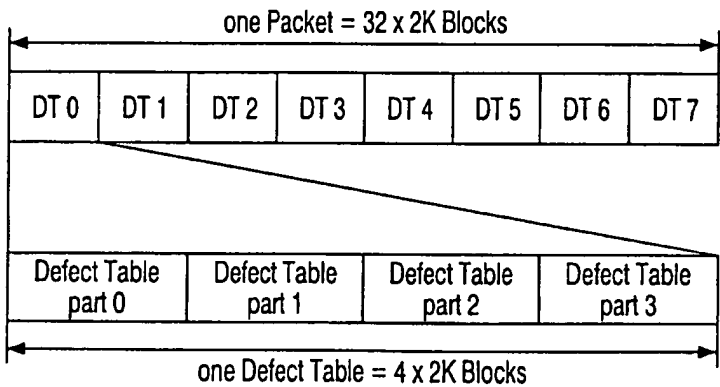 one Packet = 32 x 2K Blocks
DT 0 DT 1 DT 2 DT 3 DT 4 DT 5 DT 6 DT 7
Defect Table part 0
Defect Table part 1
Defect Table part 2
Defect Table part 3
one Defect Table = 4 x 2K Blocks